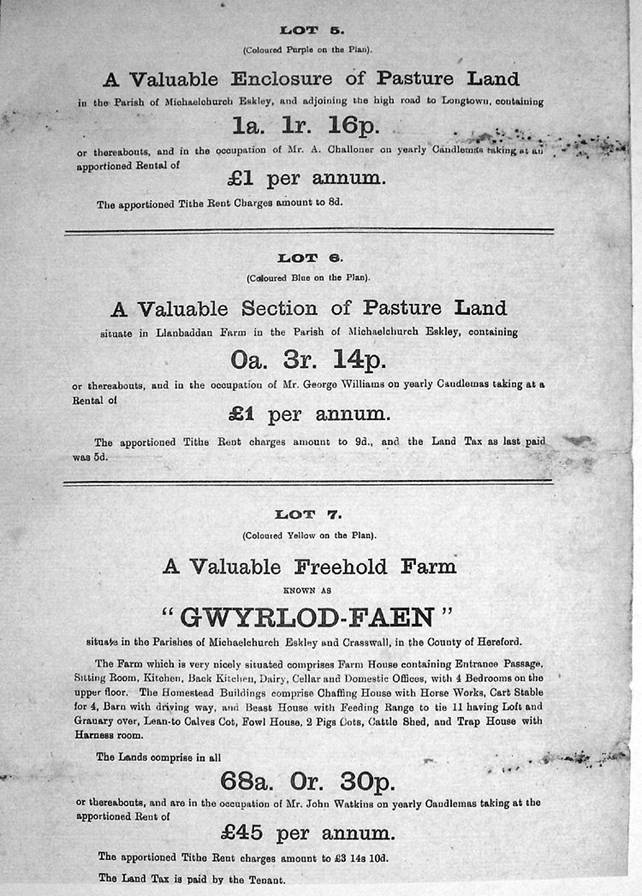 LOT 5.
(Coloured Purple on the Plan).
A Valuable Enclosure of Pasture Land
in the Parish of Michaelchurch Eskley, and adjoining the high road to Longtown, containing
1a. 1r. 16p.
or thereabouts, and in the occupation of Mr. A. Challoner on yearly Candlemas taking at an
apportioned Rental of
£1 per annum.
The apportioned Tithe Rent Charges amount to 8d.
LOT 6.
(Coloured Blue on the Plan).
A Valuable Section of Pasture Land
situate in Llanbaddan Farm in the Parish of Michaelchurch Eskley, containing
0a. 3r. 14p.
or thereabouts, and in the occupation of Mr. George Williams on yearly Candlemas taking at a
Rental of
£1 per annum.
The apportioned Tithe Rent charges amount to 9d., and the Land Tax as last paid
was 5d.
LOT 7.
(Coloured Yellow on the Plan).
A Valuable Freehold Farm
KNOWN AS
"GWYRLOD-FAEN"
situate in the Parishes of Michaelchurch Eskley and Crasswall, in the County of Hereford.
The Farm which is very nicely situated comprises Farm House containing Entrance Passage,
Sitting Room, Kitchen, Back Kitchen, Dairy, Cellar and Domestic Offices, with 4 Bedrooms on the
upper floor. The Homestead Buildings comprise Chaffing House with Horse Works, Cart Stable
for 4, Barn with driving way, and Beast House with Feeding Range to tie 11 having Loft and
Granary over, Lean-to Calves Cot, Fowl House, 2 Pigs Cots, Cattle Shed, and Trap House with
Harness room.
The Lands comprise in all
68a. 0r. 30p.
or thereabouts, and are in the occupation of Mr. John Watkins on yearly Candlemas taking at the
apportioned Rent of
£45 per annum.
The apportioned Tithe Rent charges amount to £3 14s 10d.
The Land Tax is paid by the Tenant.